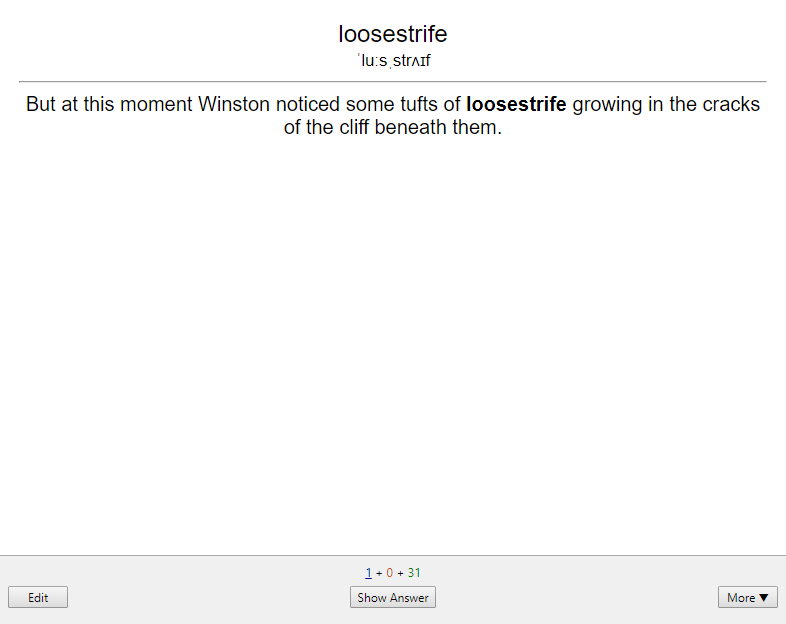 loosestrife
ˈluːsˌstrʌɪf
But at this moment Winston noticed some tufts of loosestrife growing in the cracks
of the cliff beneath them.
1 + 0 + 31
Edit
Show Answer
More ▼